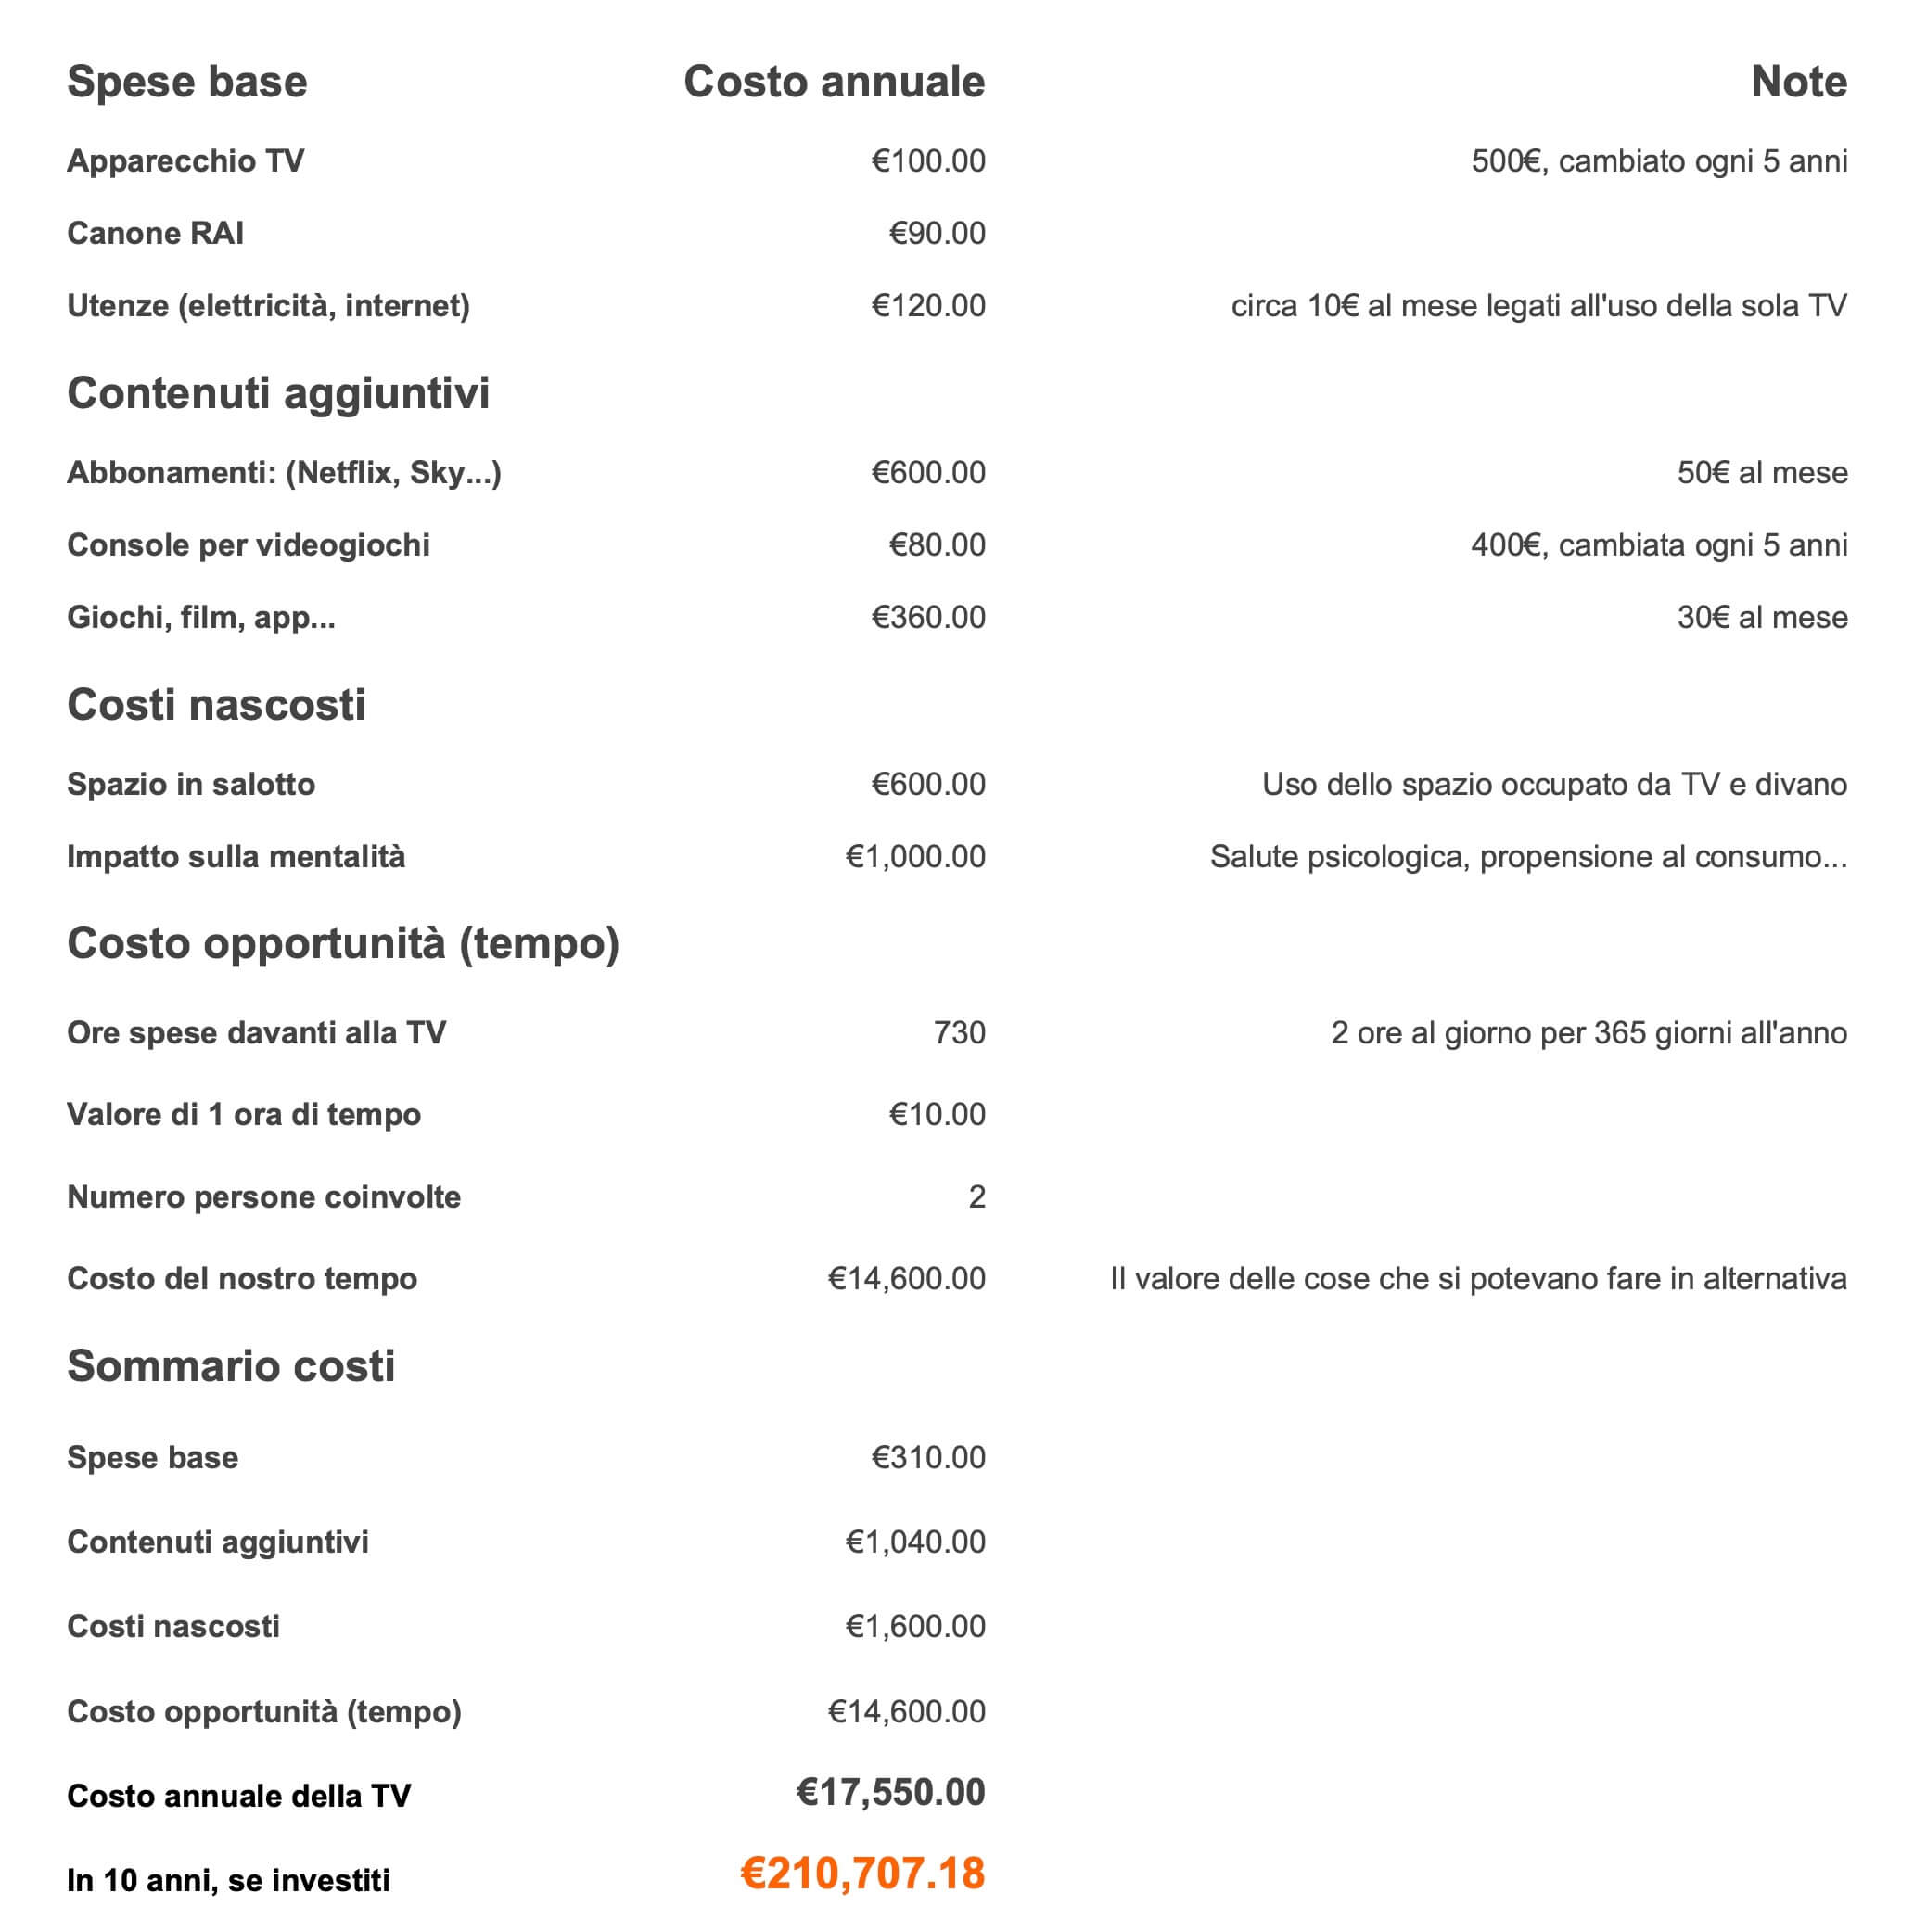 Spese base Costo annuale Note
Apparecchio TV €100.00 500€, cambiato ogni 5 anni
Canone RAI €90.00
Utenze (elettricità, internet) €120.00 circa 10€ al mese legati all'uso della sola TV
Contenuti aggiuntivi
Abbonamenti: (Netflix, Sky...) €600.00 50€ al mese
Console per videogiochi €80.00 400€, cambiata ogni 5 anni
Giochi, film, app... €360.00 30€ al mese
Costi nascosti
Spazio in salotto €600.00 Uso dello spazio occupato da TV e divano
Impatto sulla mentalità €1,000.00 Salute psicologica, propensione al consumo...
Costo opportunità (tempo)
Ore spese davanti alla TV 730 2 ore al giorno per 365 giorni all'anno
Valore di 1 ora di tempo €10.00
Numero persone coinvolte 2
Costo del nostro tempo €14,600.00 Il valore delle cose che si potevano fare in alternativa
Sommario costi
Spese base €310.00
Contenuti aggiuntivi €1,040.00
Costi nascosti €1,600.00
Costo opportunità (tempo) €14,600.00
Costo annuale della TV €17,550.00
In 10 anni, se investiti €210,707.18